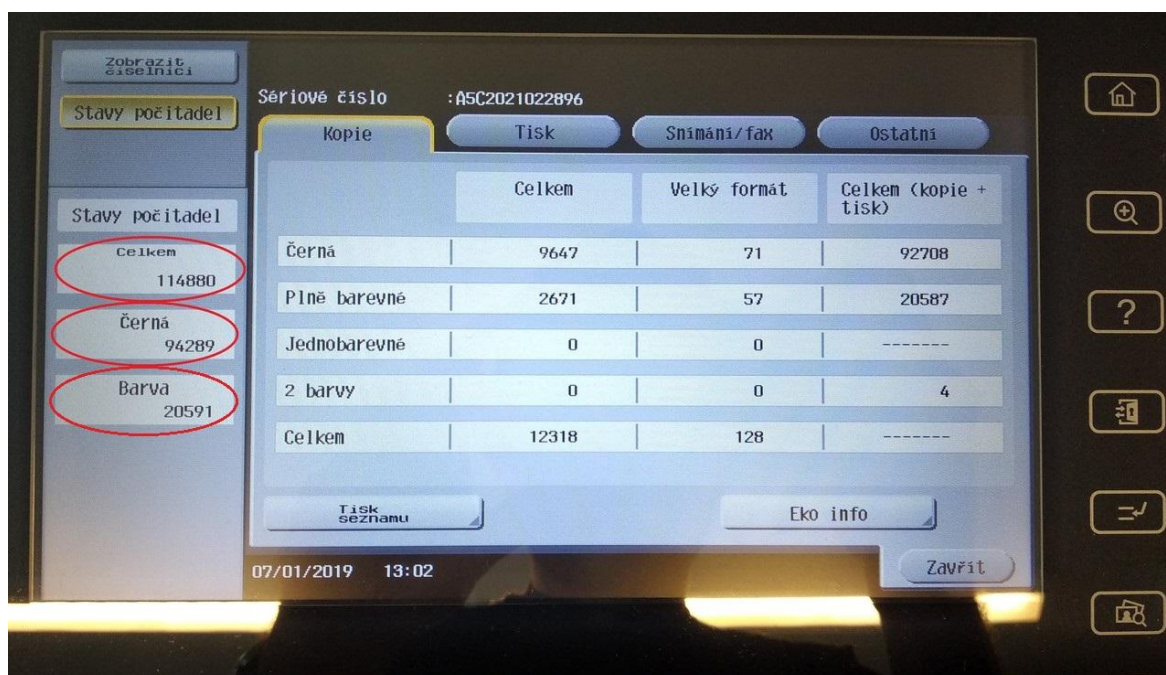 Zobrazit
číselníci
Stavy počitadel
Sériové číslo :A5C2021022896
Kopie Tisk Snímání/fax Ostatní
Stavy počitadel
Celkem
114880
Černá
94289
Barva
20591
Celkem Velký formát Celkem (kopie +
tisk)
Černá 9647 71 92708
Plně barevné 2671 57 20587
Jednobarevné 0 0 -------
2 barvy 0 0 4
Celkem 12318 128 -------
Tisk
seznamu
Eko info
07/01/2019 13:02
Zavřít
?